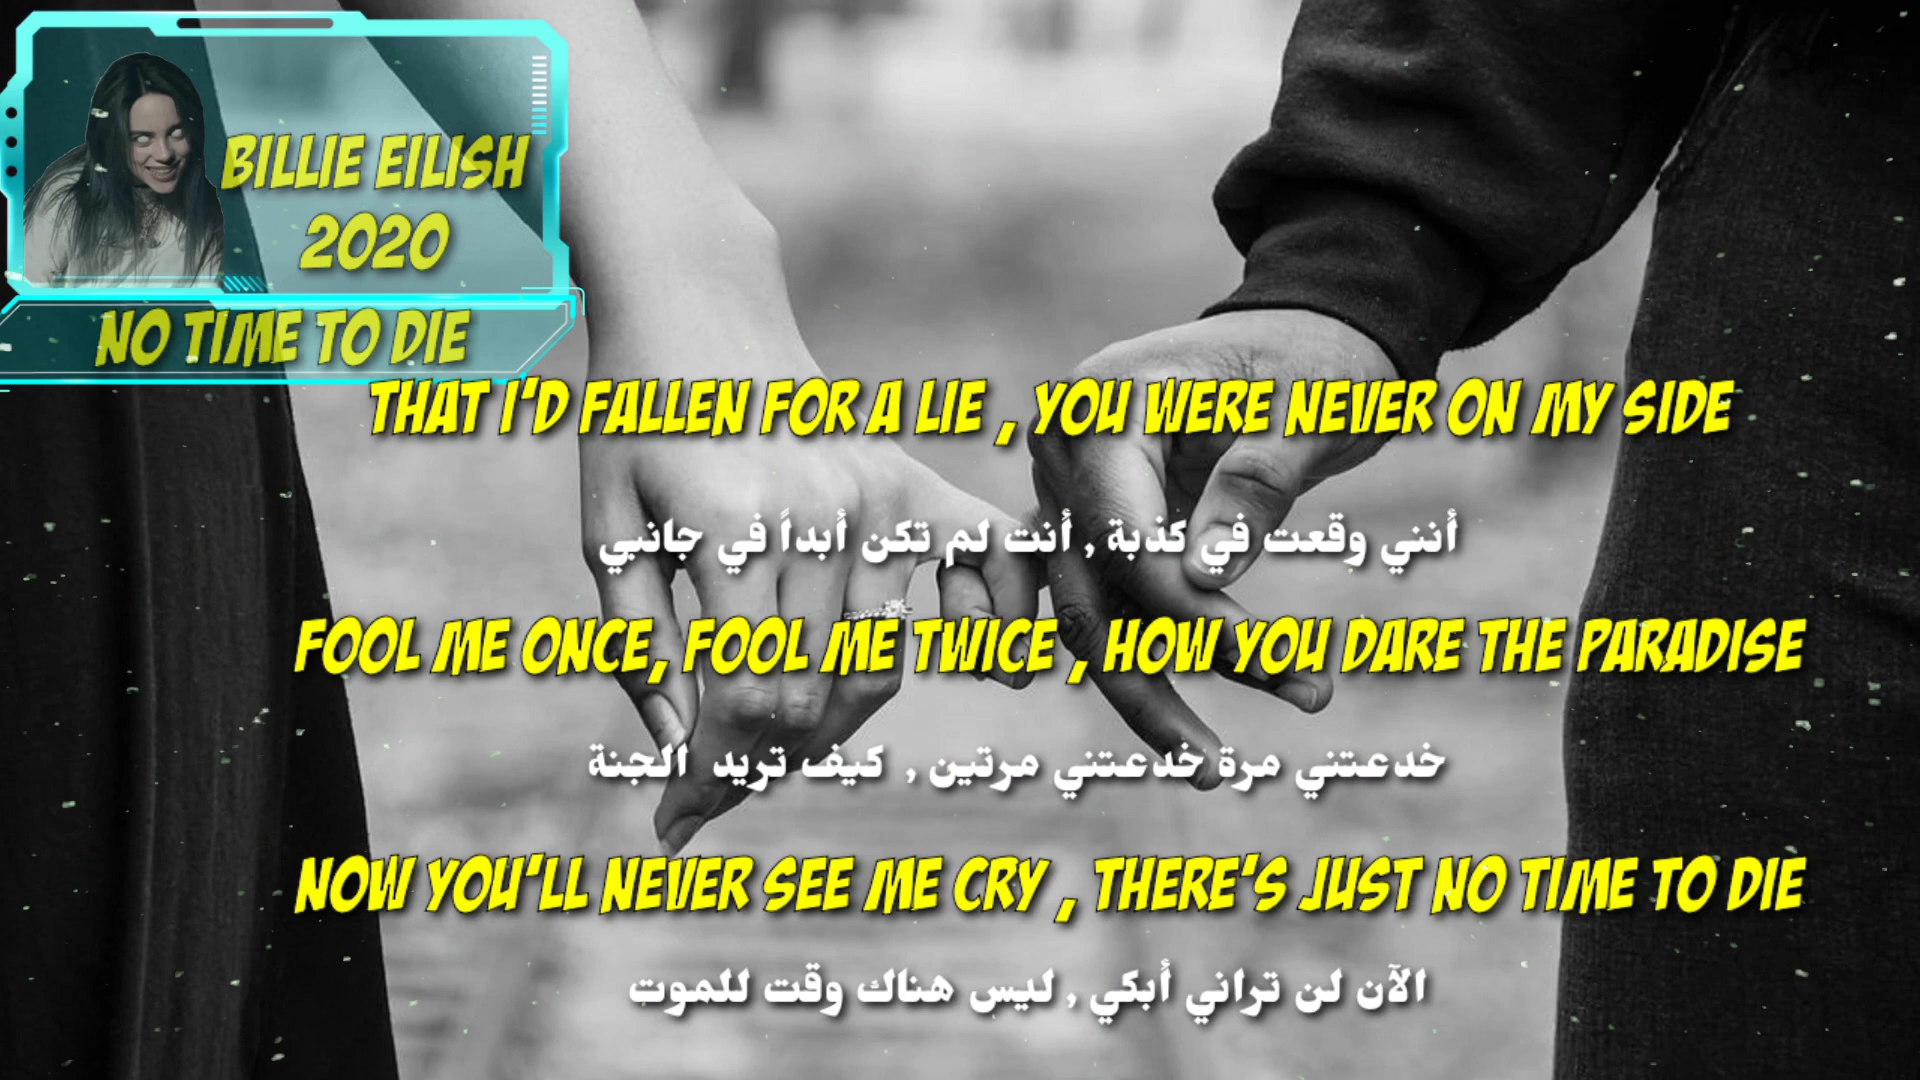 BILLIE EILISH
2020
NO TIME TO DIE
THAT I'D FALLEN FOR A LIE , YOU WERE NEVER ON MY SIDE
أنني وقعت في كذبة , أنت لم تكن أبداً في جانبي
FOOL ME ONCE, FOOL ME TWICE , HOW YOU DARE THE PARADISE
خدعتني مرة خدعتني مرتين , كيف تريد الجنة
NOW YOU'LL NEVER SEE ME CRY , THERE'S JUST NO TIME TO DIE
الآن لن تراني أبكي , ليس هناك وقت للموت